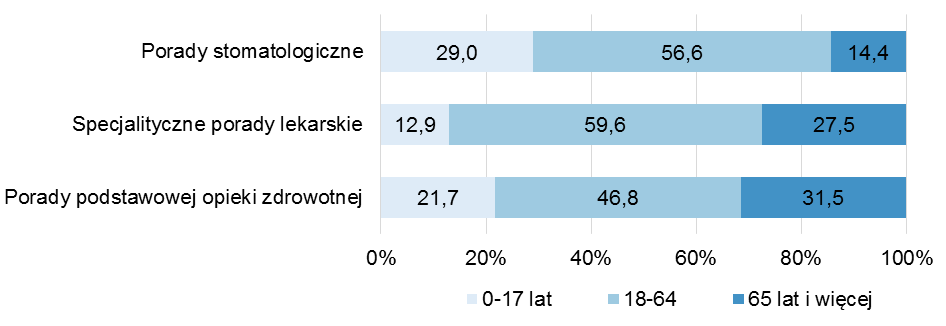 Porady stomatologiczne 29,0 56,6 14,4
Specjalityczne porady lekarskie 12,9 59,6 27,5
Porady podstawowej opieki zdrowotnej 21,7 46,8 31,5
0% 20% 40% 60% 80% 100%
0-17 lat 18-64 65 lat i więcej